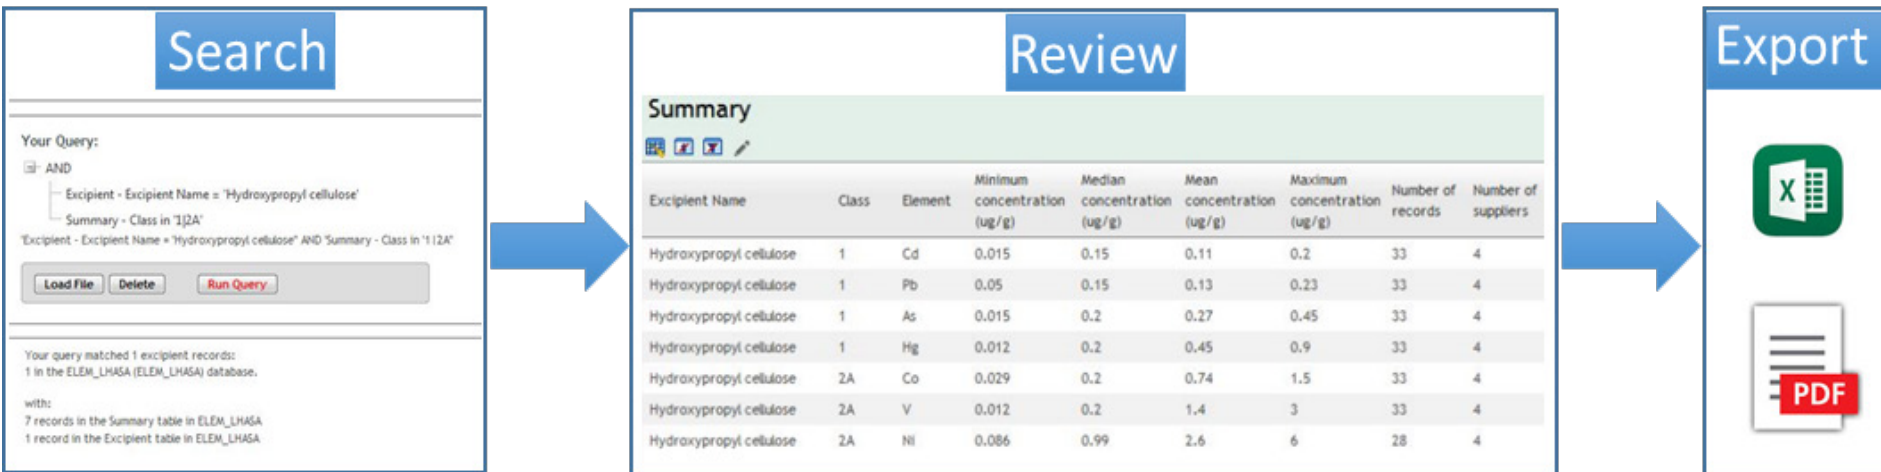 Search
Your Query:
AND
Excipient - Excipient Name = 'Hydroxypropyl cellulose'
Summary - Class in '1|2A'
'Excipient - Excipient Name = 'Hydroxypropyl cellulose" AND 'Summary - Class in '1|2A"
Load File Delete Run Query
Your query matched 1 excipient records:
1 in the ELEM_LHASA (ELEM_LHASA) database.
with:
7 records in the Summary table in ELEM_LHASA
1 record in the Excipient table in ELEM_LHASA
Review
Summary
Excipient Name Class Element Minimum concentration (ug/g) Median concentration (ug/g) Mean concentration (ug/g) Maximum concentration (ug/g) Number of records Number of suppliers
Hydroxypropyl cellulose 1 Cd 0.015 0.15 0.11 0.2 33 4
Hydroxypropyl cellulose 1 Pb 0.05 0.15 0.13 0.23 33 4
Hydroxypropyl cellulose 1 As 0.015 0.2 0.27 0.45 33 4
Hydroxypropyl cellulose 1 Hg 0.012 0.2 0.45 0.9 33 4
Hydroxypropyl cellulose 2A Co 0.029 0.2 0.74 1.5 33 4
Hydroxypropyl cellulose 2A V 0.012 0.2 1.4 3 33 4
Hydroxypropyl cellulose 2A Ni 0.086 0.99 2.6 6 28 4
Export
X
PDF